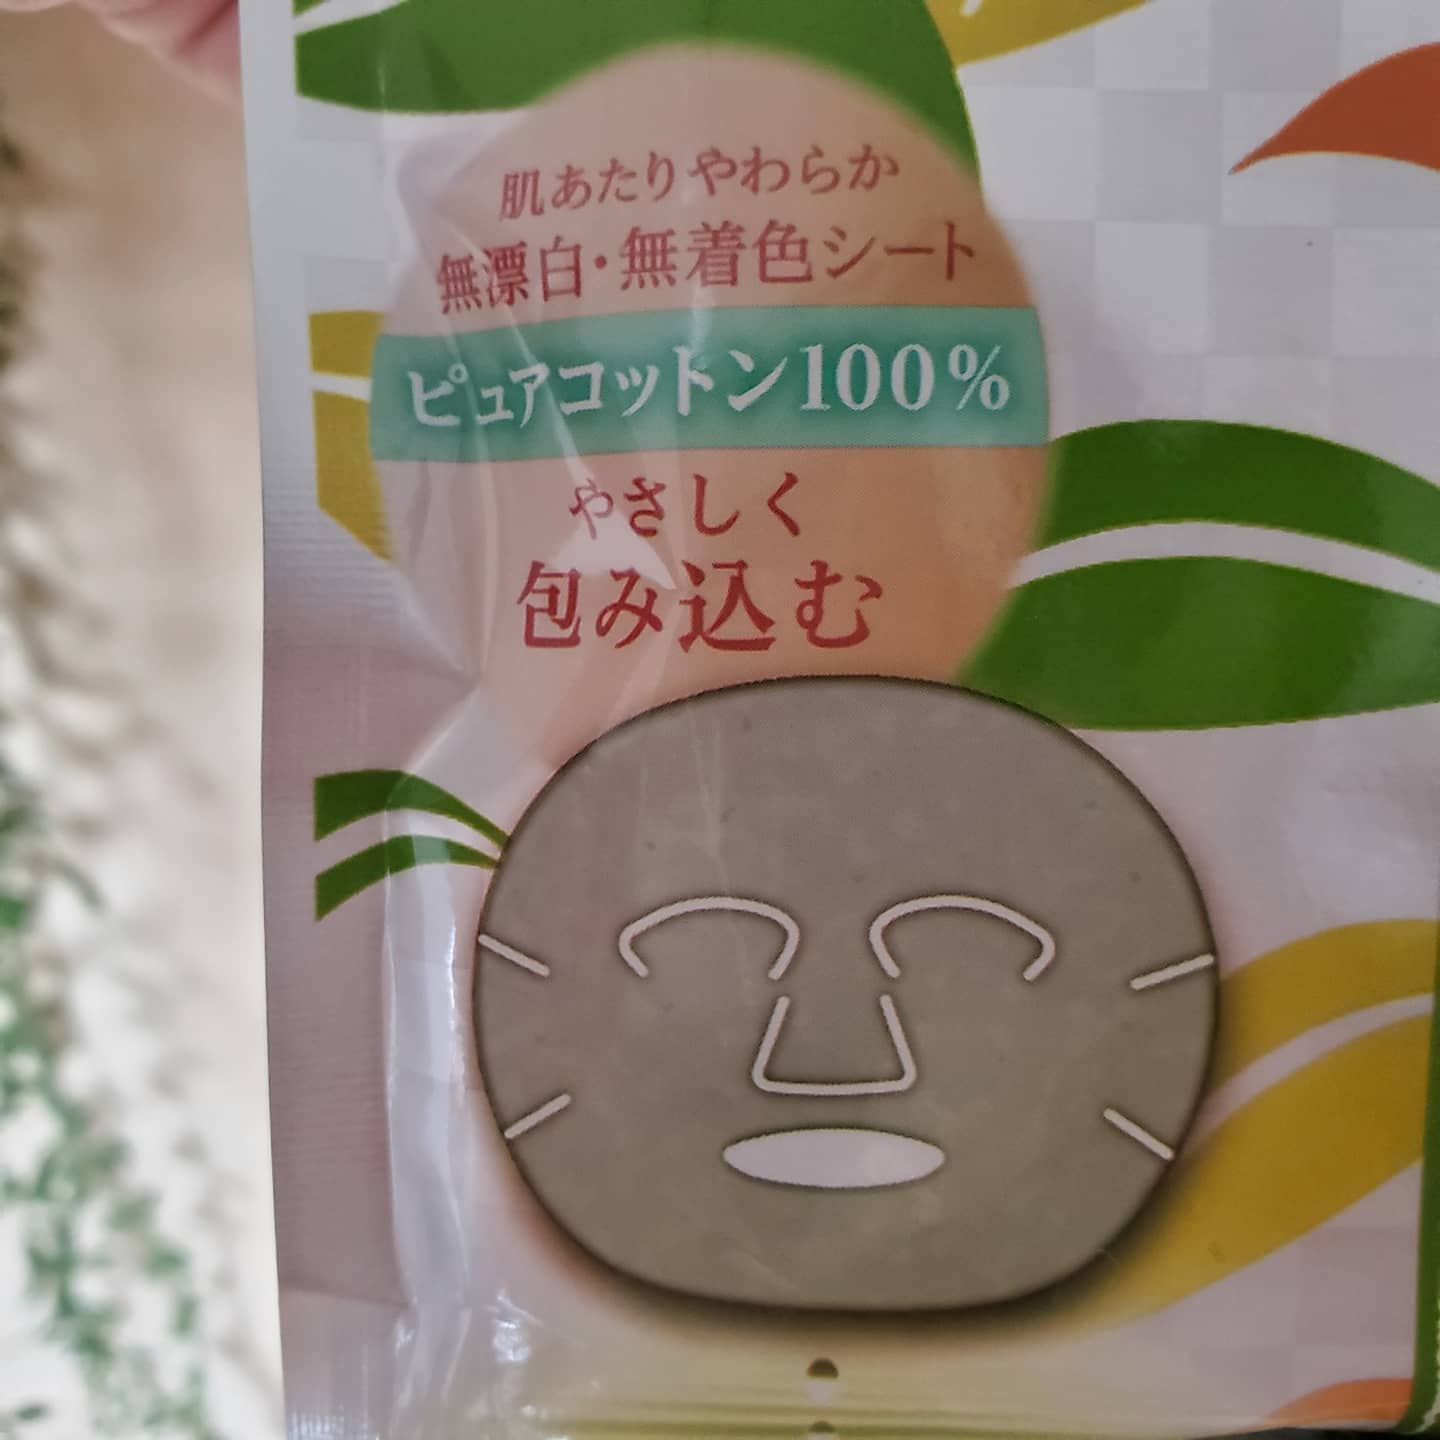 肌あたりやわらか
無漂白・無着色シート
ピュアコットン100%
やさしく
包み込む